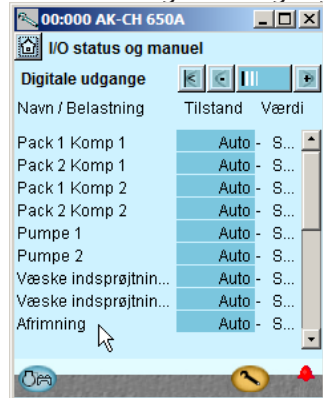 00:000 AK-CH 650A
I/O status og manuel
Digitale udgange
Navn / Belastning Tilstand Værdi
Pack 1 Komp 1 Auto - S...
Pack 2 Komp 1 Auto - S...
Pack 1 Komp 2 Auto - S...
Pack 2 Komp 2 Auto - S...
Pumpe 1 Auto - S...
Pumpe 2 Auto - S...
Væske indsprøjtnin... Auto - S...
Væske indsprøjtnin... Auto - S...
Afrimning Auto - S...